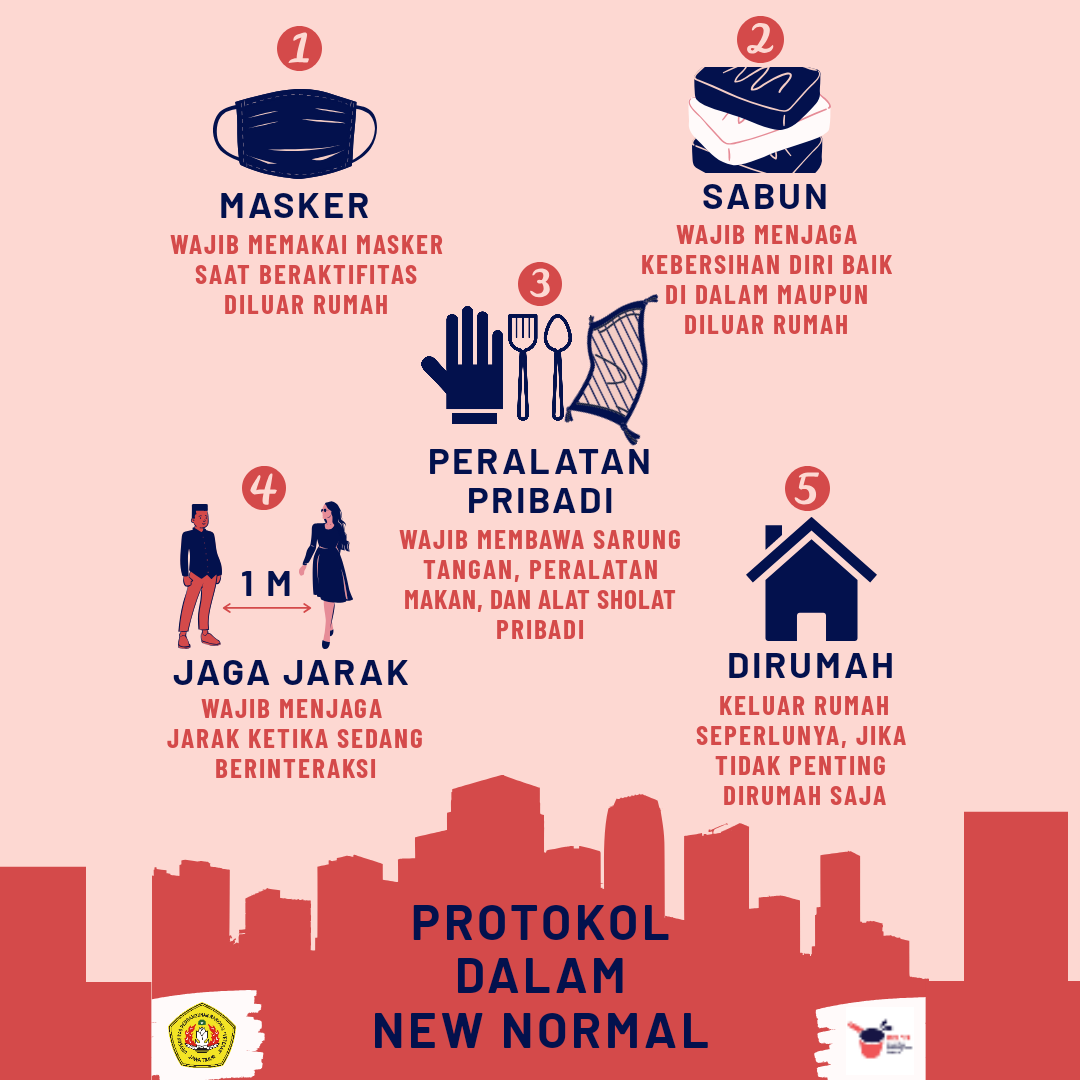 1
MASKER
WAJIB MEMAKAI MASKER
SAAT BERAKTIFITAS
DILUAR RUMAH
2
SABUN
WAJIB MENJAGA
KEBERSIHAN DIRI BAIK
DI DALAM MAUPUN
DILUAR RUMAH
3
PERALATAN
PRIBADI
WAJIB MEMBAWA SARUNG
TANGAN, PERALATAN
MAKAN, DAN ALAT SHOLAT
PRIBADI
4
1 M
JAGA JARAK
WAJIB MENJAGA
JARAK KETIKA SEDANG
BERINTERAKSI
5
DIRUMAH
KELUAR RUMAH
SEPERLUNYA, JIKA
TIDAK PENTING
DIRUMAH SAJA
PROTOKOL
DALAM
NEW NORMAL
JAWA TIMUR